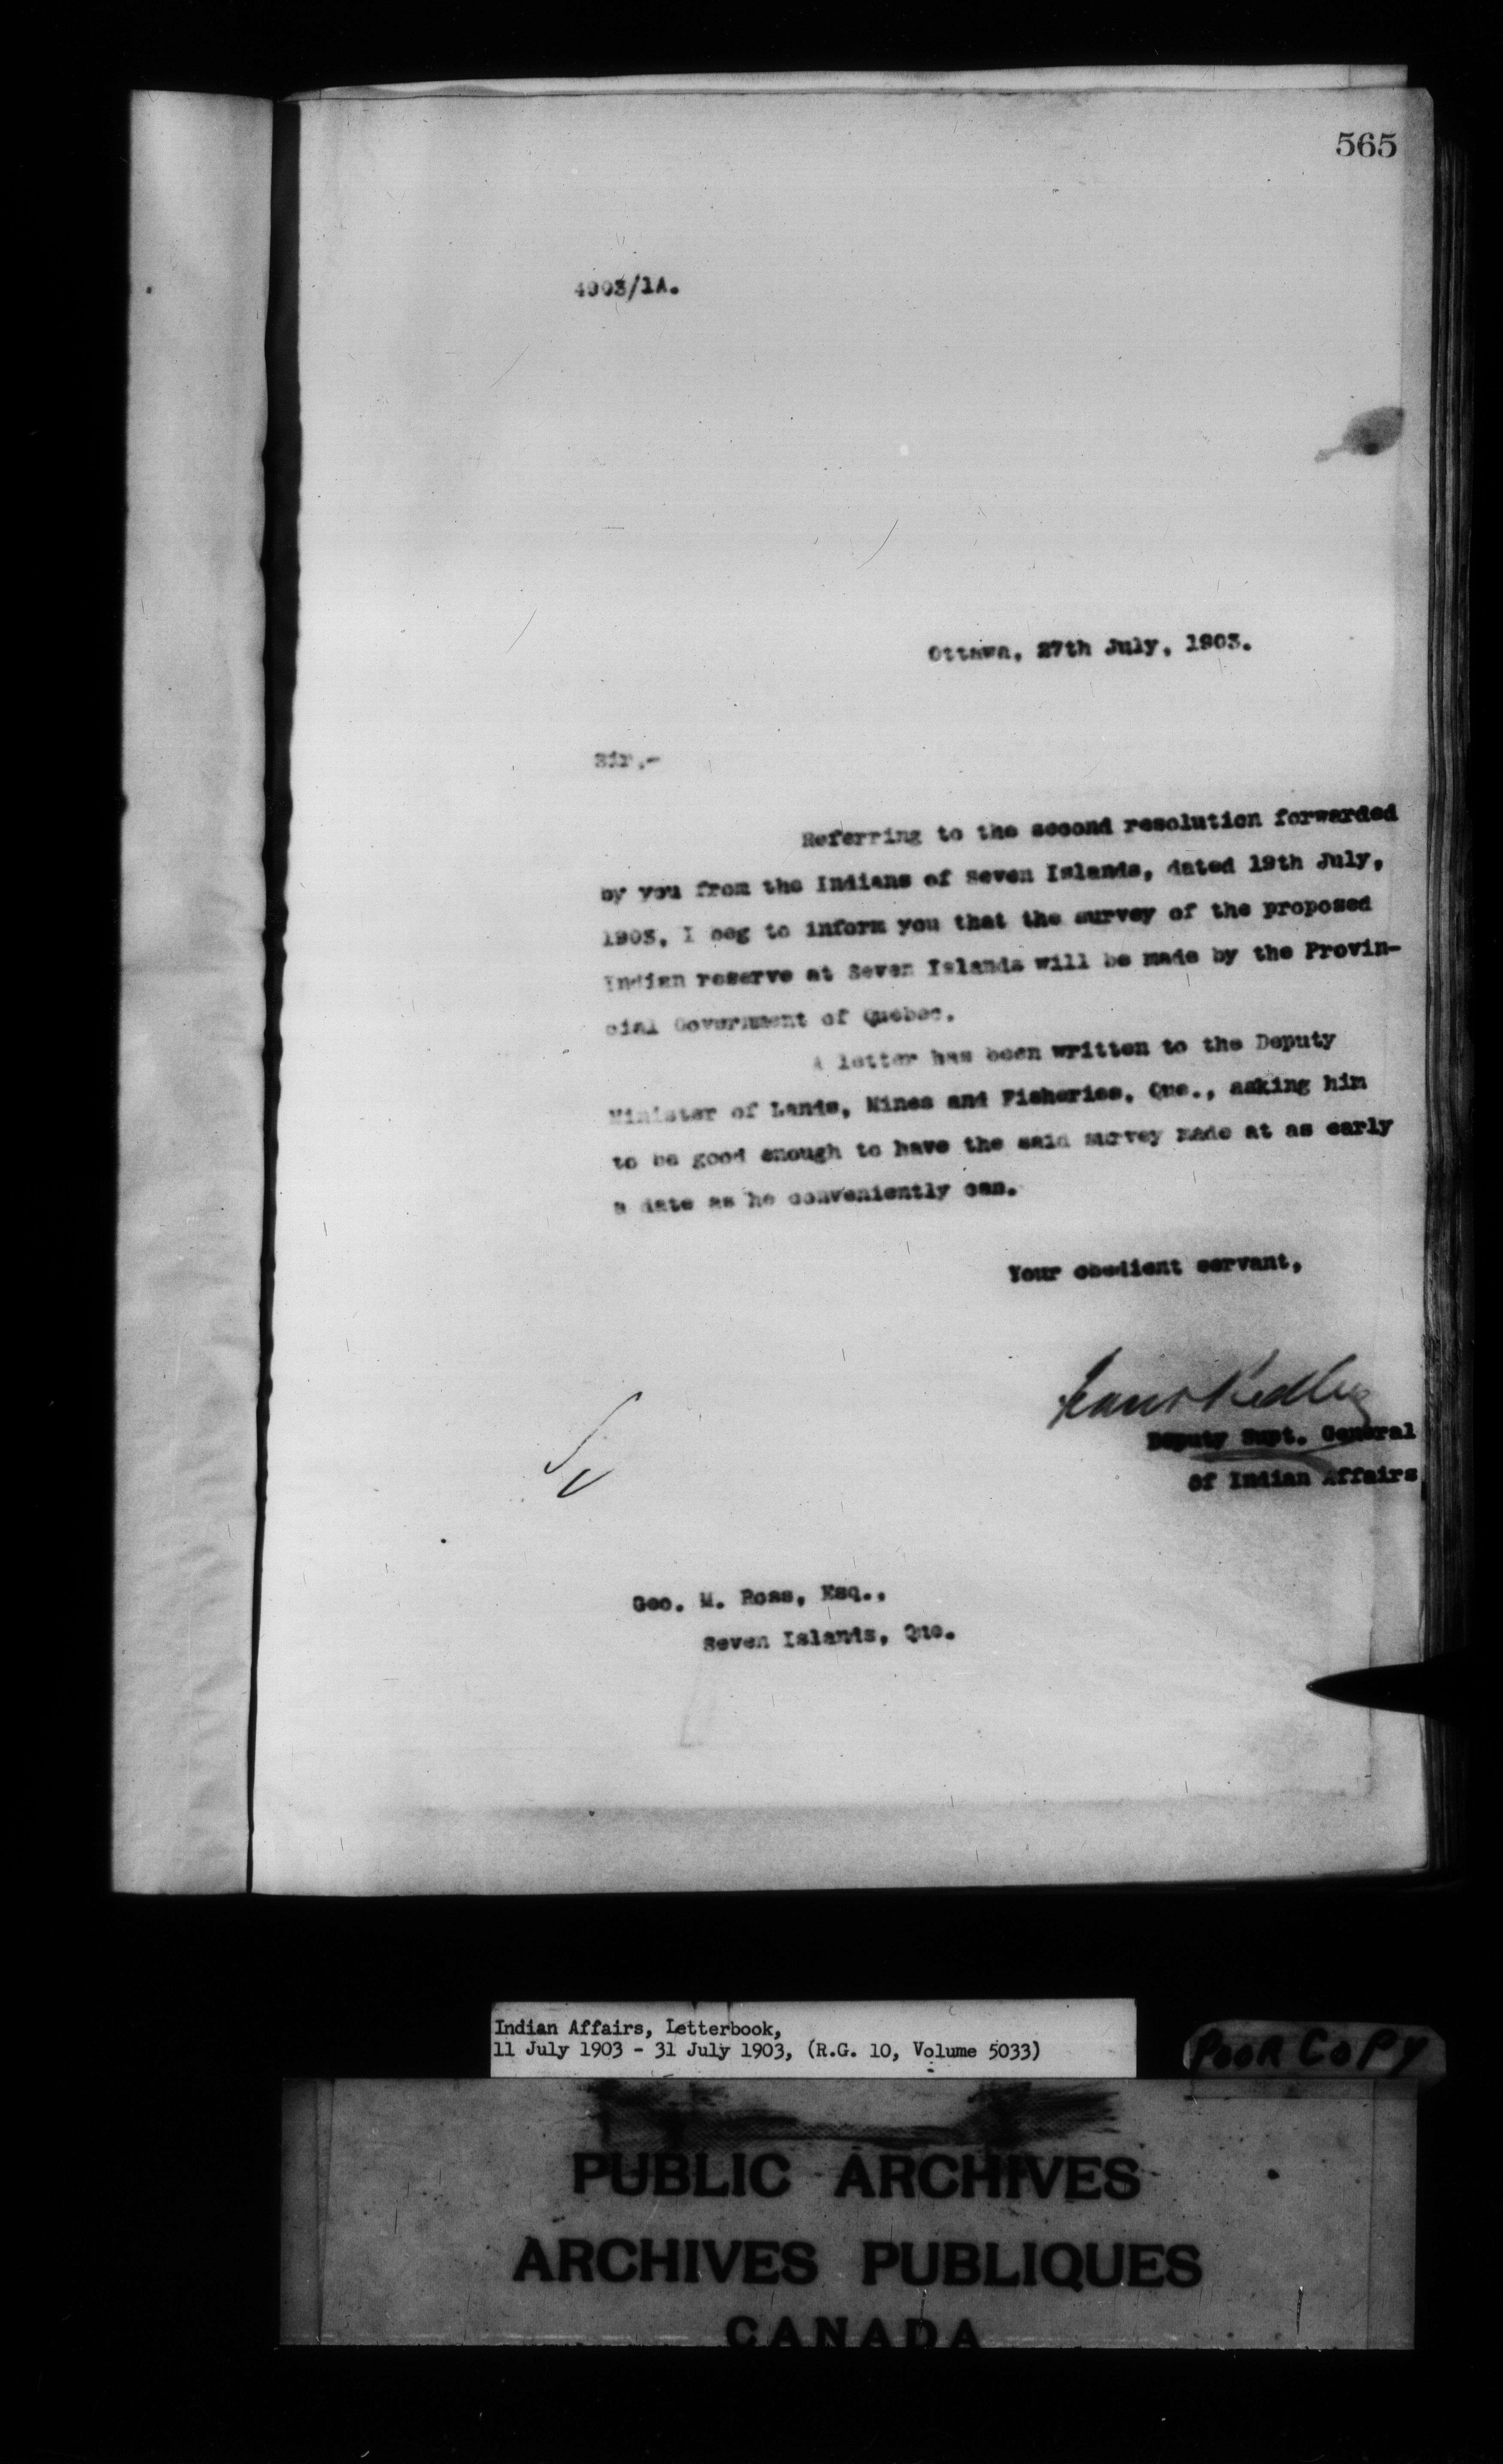 565
4903/1A.
Ottawa, 27th July, 1903.
Sir,-
Referring to the second resolution forwarded
by you from the Indians of Seven Islands, dated 19th July,
1903, I beg to inform you that the survey of the proposed
Indian reserve at Seven Islands will be made by the Provin-
cial Government of Quebec.
A letter has been written to the Deputy
Minister of Lands, Mines and Fisheries, Que., asking him
to be good enough to have the said survey made at as early
a date as he conveniently can.
Your obedient servant,
Deputy Supt. General
of Indian Affairs
Geo. M. Ross, Esq.,
Seven Islands, Que.
Indian Affairs, Letterbook,
11 July 1903 - 31 July 1903, (R.G. 10, Volume 5033)
POOR COPY
PUBLIC ARCHIVES
ARCHIVES PUBLIQUES
CANADA